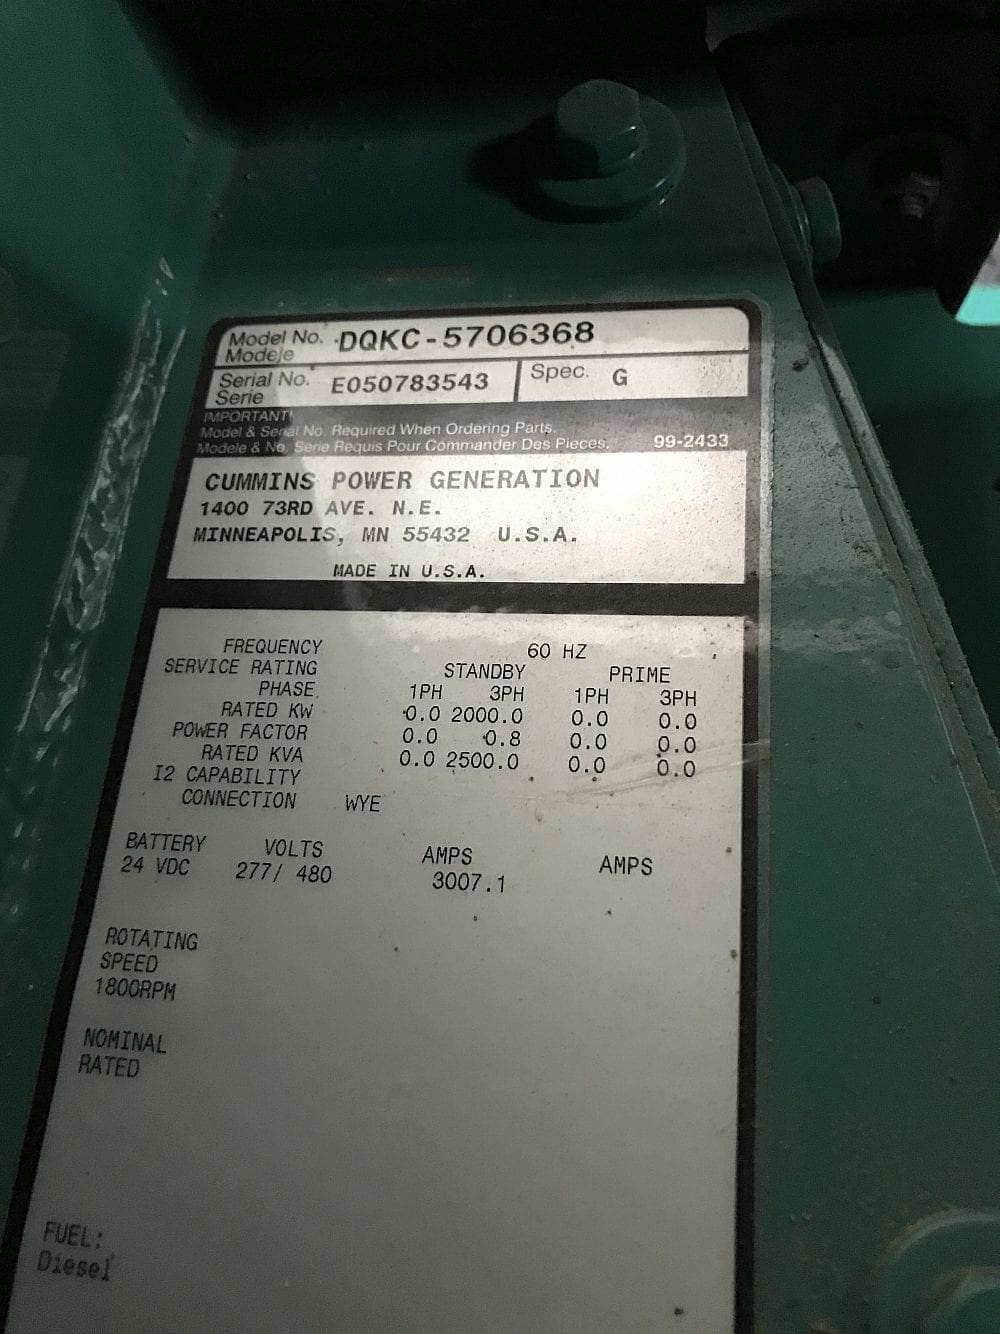 Model No. DQKC-5706368
Modele
Serial No. E050783543 Spec. G
Serie
IMPORTANT!
Model & Serial No. Required When Ordering Parts.
Modele & No. Serie Requis Pour Commander Des Pieces. 99-2433
CUMMINS POWER GENERATION
1400 73RD AVE. N.E.
MINNEAPOLIS, MN 55432 U.S.A.
MADE IN U.S.A.
FREQUENCY 60 HZ
SERVICE RATING STANDBY PRIME
PHASE 1PH 3PH 1PH 3PH
RATED KW 0.0 2000.0 0.0 0.0
POWER FACTOR 0.0 0.8 0.0 0.0
RATED KVA 0.0 2500.0 0.0 0.0
I2 CAPABILITY
CONNECTION WYE
BATTERY VOLTS AMPS AMPS
24 VDC 277/ 480 3007.1
ROTATING
SPEED
1800RPM
NOMINAL
RATED
FUEL:
Diesel